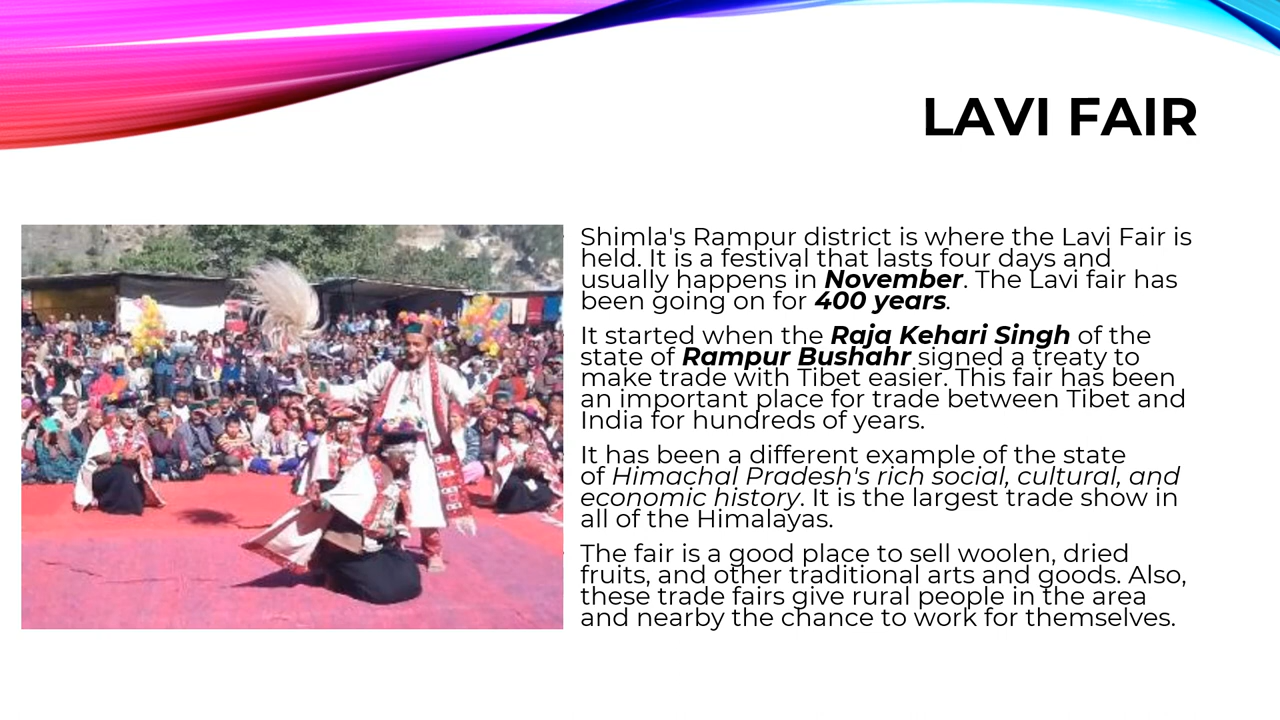 LAVI FAIR
Shimla's Rampur district is where the Lavi Fair is
held. It is a festival that lasts four days and
usually happens in November. The Lavi fair has
been going on for 400 years.
It started when the Raja Kehari Singh of the
state of Rampur Bushahr signed a treaty to
make trade with Tibet easier. This fair has been
an important place for trade between Tibet and
India for hundreds of years.
It has been a different example of the state
of Himachal Pradesh's rich social, cultural, and
economic history. It is the largest trade show in
all of the Himalayas.
The fair is a good place to sell woolen, dried
fruits, and other traditional arts and goods. Also,
these trade fairs give rural people in the area
and nearby the chance to work for themselves.